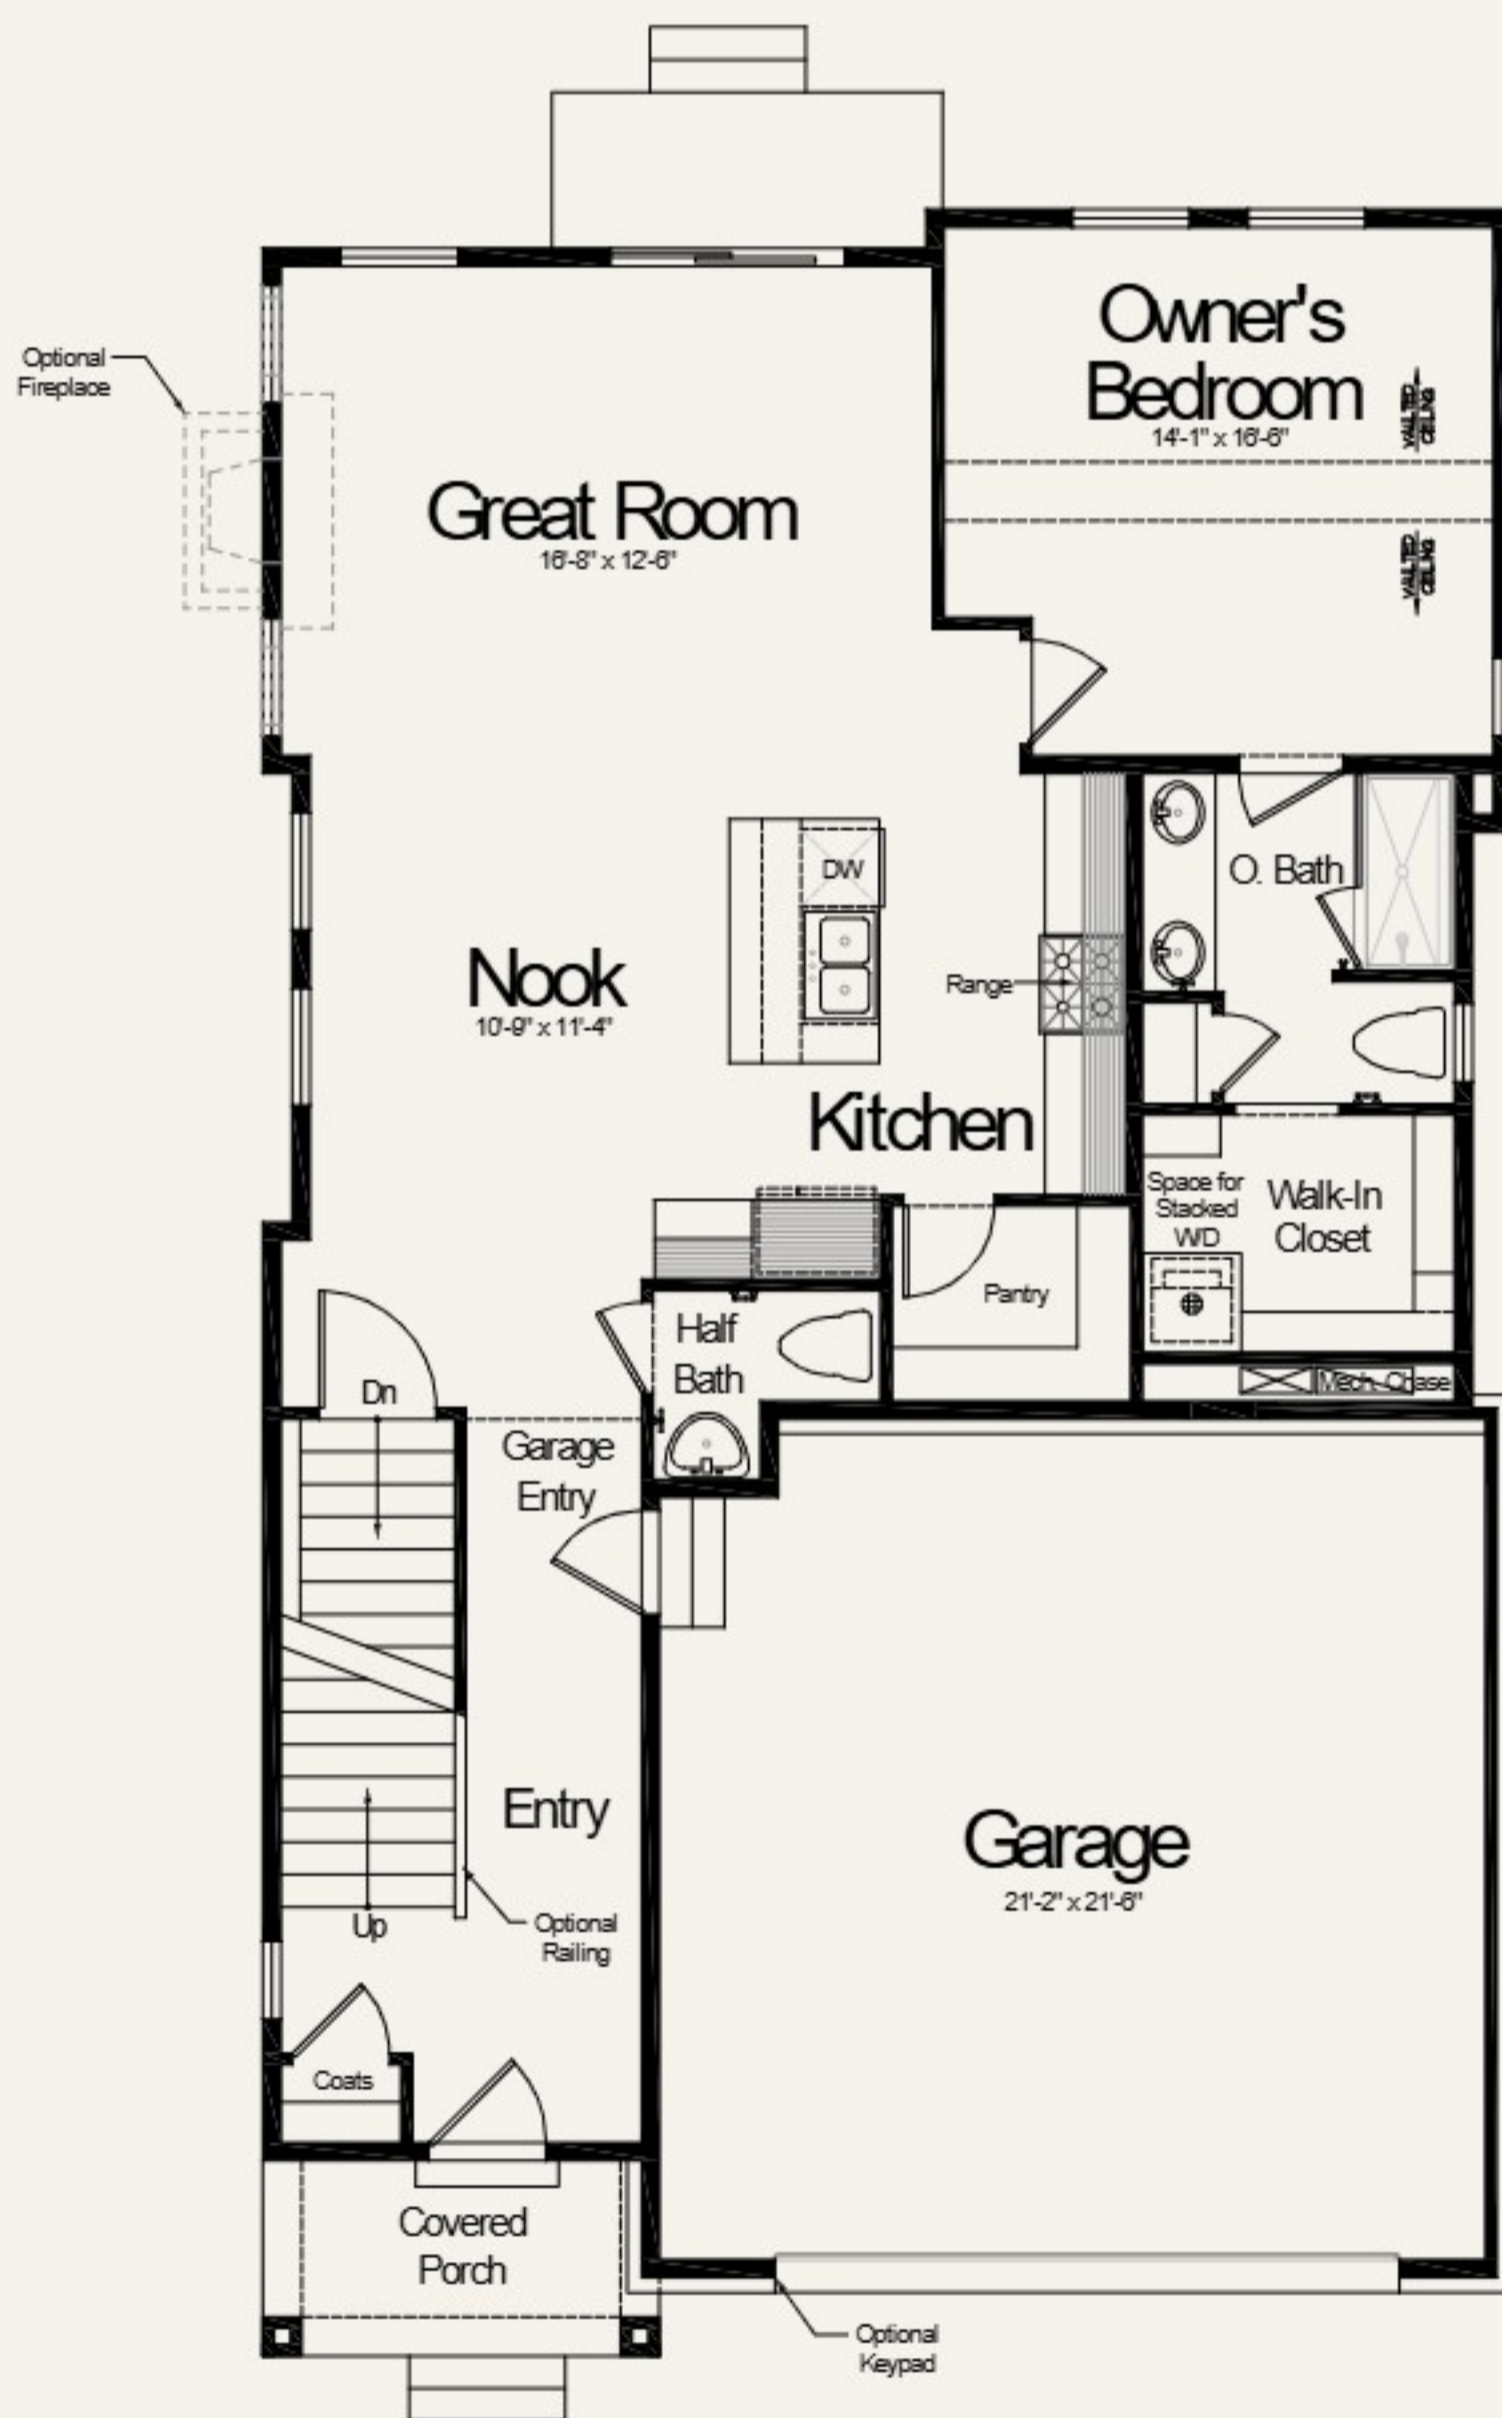 Owner's
Bedroom
14'-1" x 16'-6"
VAULTED
CEILING
VAULTED
CEILING
Optional
Fireplace
Great Room
16'-8" x 12'-6"
DW
O. Bath
Nook
10'-9" x 11'-4"
Range
Kitchen
Space for
Stacked
W/D
Walk-In
Closet
Pantry
Half
Bath
Mech. Chase
Dn
Garage
Entry
Entry
Garage
21'-2" x 21'-6"
Up
Optional
Railing
Coats
Covered
Porch
Optional
Keypad